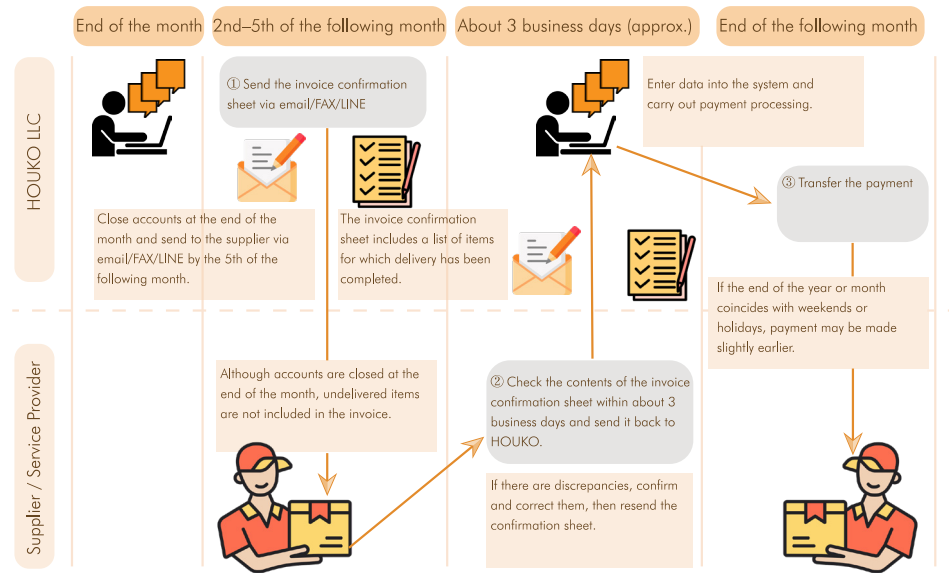 End of the month
2nd–5th of the following month
About 3 business days (approx.)
End of the following month
HOUKO LLC
① Send the invoice confirmation
sheet via email/FAX/LINE
Close accounts at the end of the
month and send to the supplier via
email/FAX/LINE by the 5th of the
following month.
The invoice confirmation
sheet includes a list of items
for which delivery has been
completed.
Enter data into the system and
carry out payment processing.
③ Transfer the payment
If the end of the year or month
coincides with weekends or
holidays, payment may be made
slightly earlier.
Supplier / Service Provider
Although accounts are closed at the
end of the month, undelivered items
are not included in the invoice.
② Check the contents of the invoice
confirmation sheet within about 3
business days and send it back to
HOUKO.
If there are discrepancies, confirm
and correct them, then resend the
confirmation sheet.